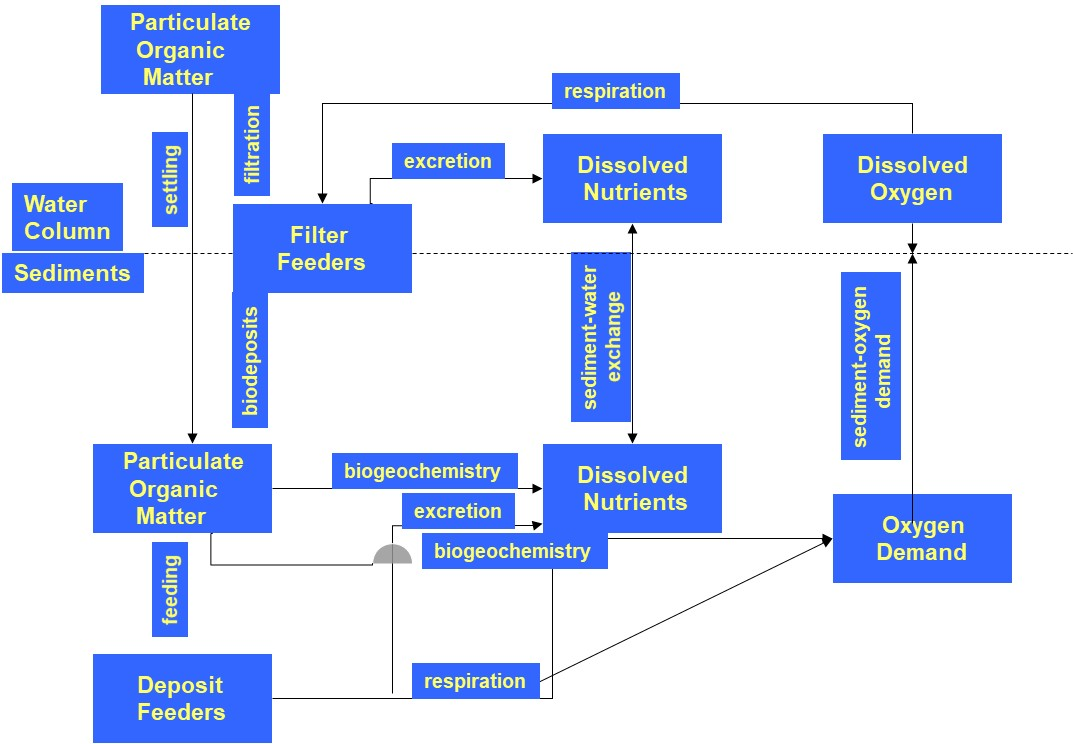 Particulate
Organic
Matter
respiration
filtration
settling
excretion
Dissolved
Nutrients
Dissolved
Oxygen
Water
Column
Filter
Feeders
Sediments
sediment-water
exchange
sediment-oxygen
demand
biodeposits
Particulate
Organic
Matter
biogeochemistry
Dissolved
Nutrients
excretion
Oxygen
Demand
biogeochemistry
feeding
Deposit
Feeders
respiration